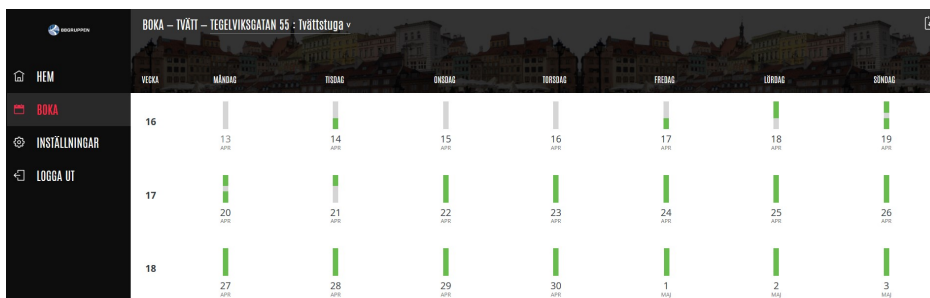 BOKA – TVÄTT – TEGELVIKSGATAN 55 : Tvättstuga ˅
HEM
BOKA
INSTÄLLNINGAR
LOGGA UT
VECKA MÅNDAG TISDAG ONSDAG TORSDAG FREDAG LÖRDAG SÖNDAG
16
13 14 15 16 17 18 19
APR APR APR APR APR APR APR
17
20 21 22 23 24 25 26
APR APR APR APR APR APR APR
18
27 28 29 30 1 2 3
APR APR APR APR MAJ MAJ MAJ